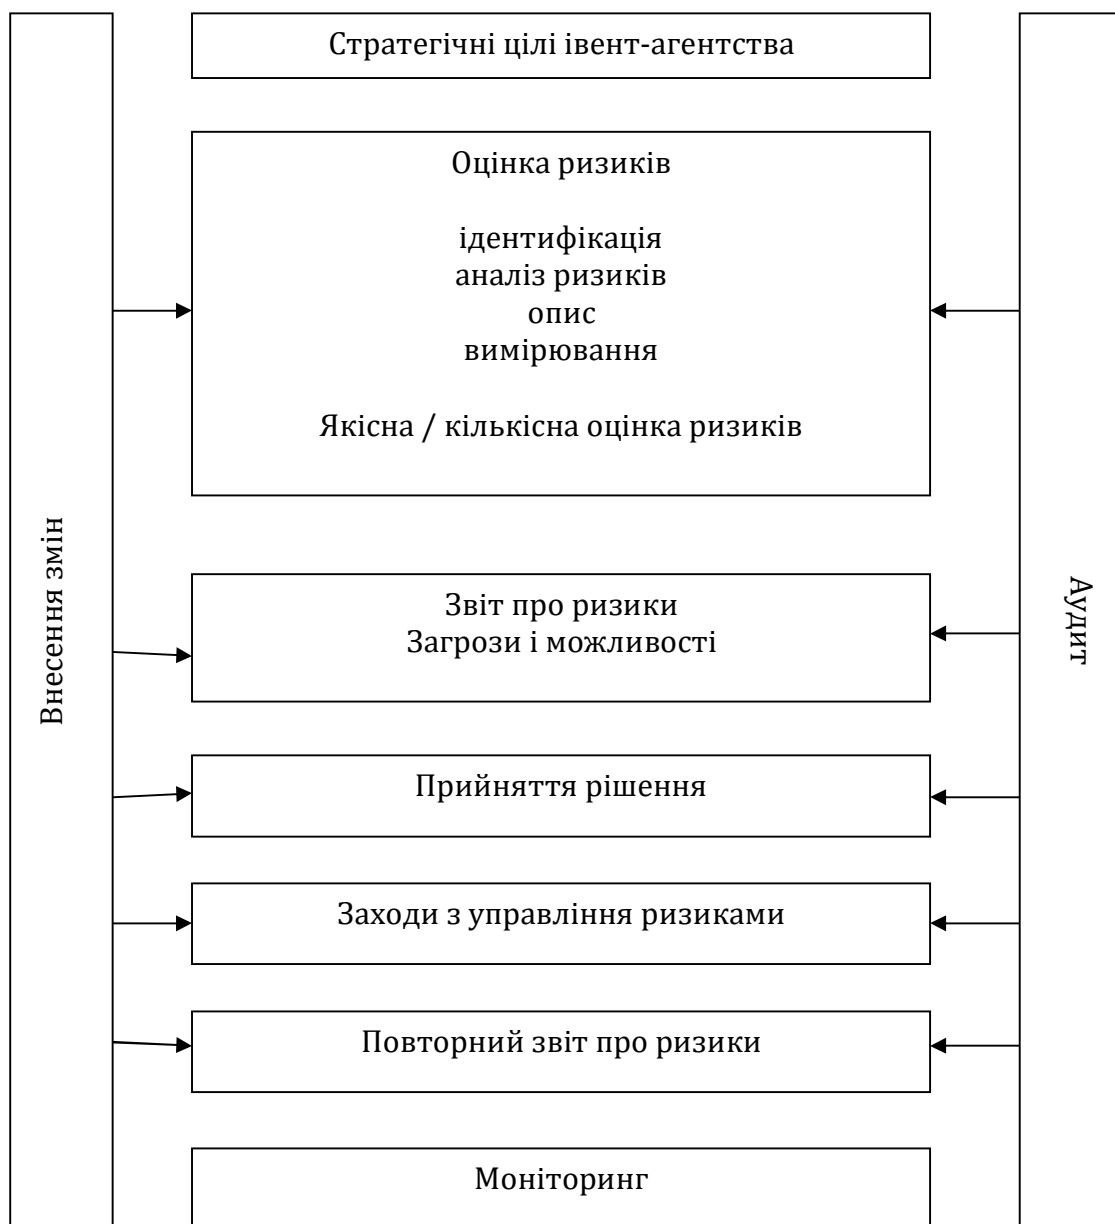 Стратегічні цілі івент-агентства
Оцінка ризиків
ідентифікація
аналіз ризиків
опис
вимірювання
Якісна / кількісна оцінка ризиків
Внесення змін
Звіт про ризики
Загрози і можливості
Аудит
Прийняття рішення
Заходи з управління ризиками
Повторний звіт про ризики
Моніторинг